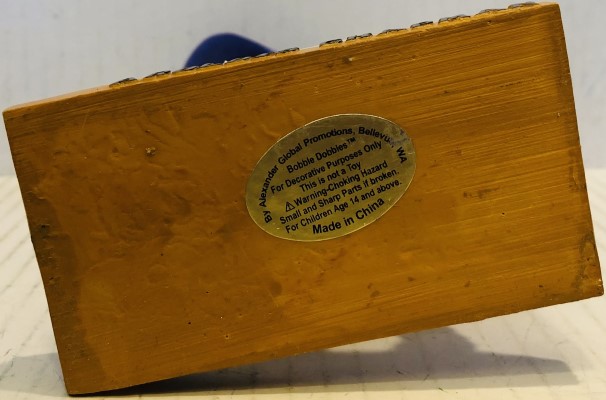 By Alexander Global Promotions, Bellevue, WA
Bobble Dobbles™
For Decorative Purposes Only
This is not a Toy
⚠Warning-Choking Hazard
Small and Sharp Parts if broken.
For Children Age 14 and above.
Made in China